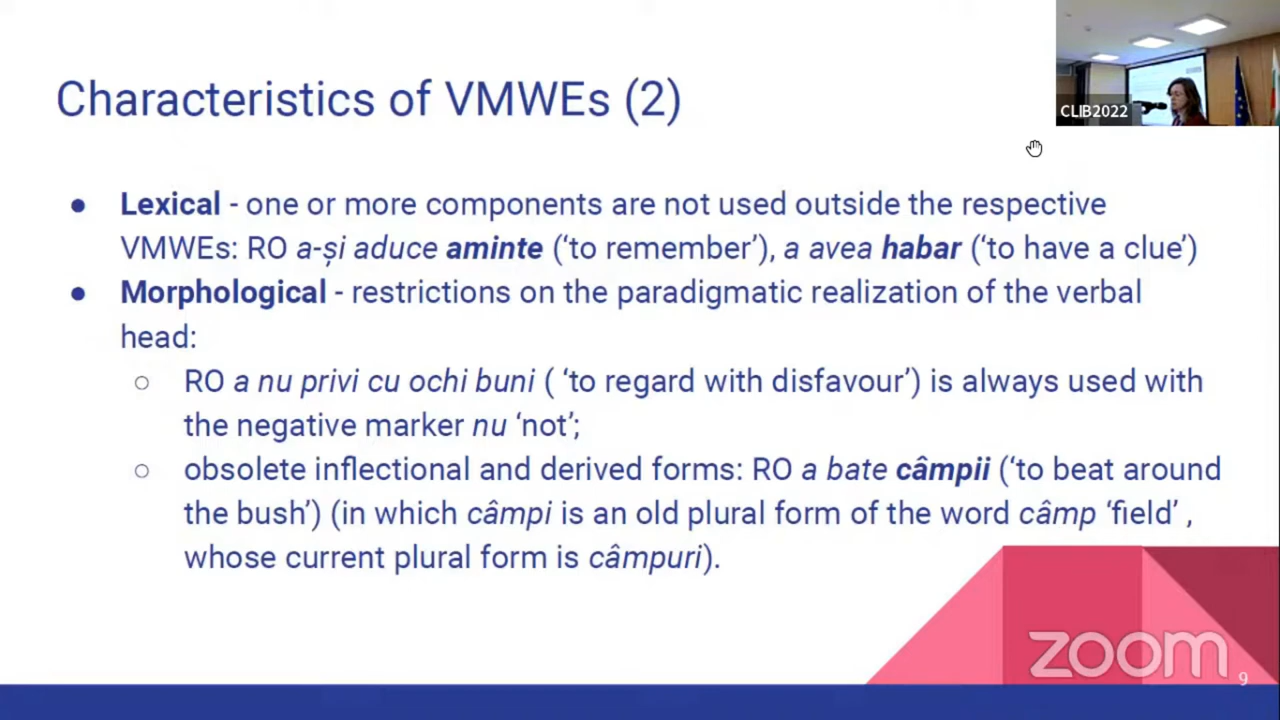 Characteristics of VMWEs (2)
CLIB2022
● Lexical - one or more components are not used outside the respective
VMWEs: RO a-și aduce aminte (‘to remember’), a avea habar (‘to have a clue’)
● Morphological - restrictions on the paradigmatic realization of the verbal
head:
○ RO a nu privi cu ochi buni ( ‘to regard with disfavour’) is always used with
the negative marker nu ‘not’;
○ obsolete inflectional and derived forms: RO a bate câmpii (‘to beat around
the bush’) (in which câmpi is an old plural form of the word câmp ‘field’ ,
whose current plural form is câmpuri).
zoom
9